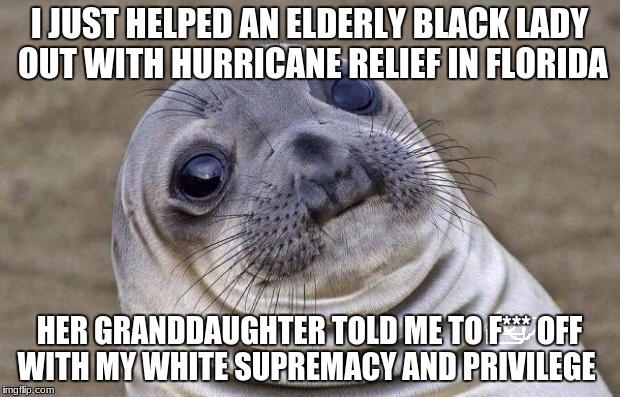 I JUST HELPED AN ELDERLY BLACK LADY
OUT WITH HURRICANE RELIEF IN FLORIDA
HER GRANDDAUGHTER TOLD ME TO F*** OFF
WITH MY WHITE SUPREMACY AND PRIVILEGE
imgflip.com